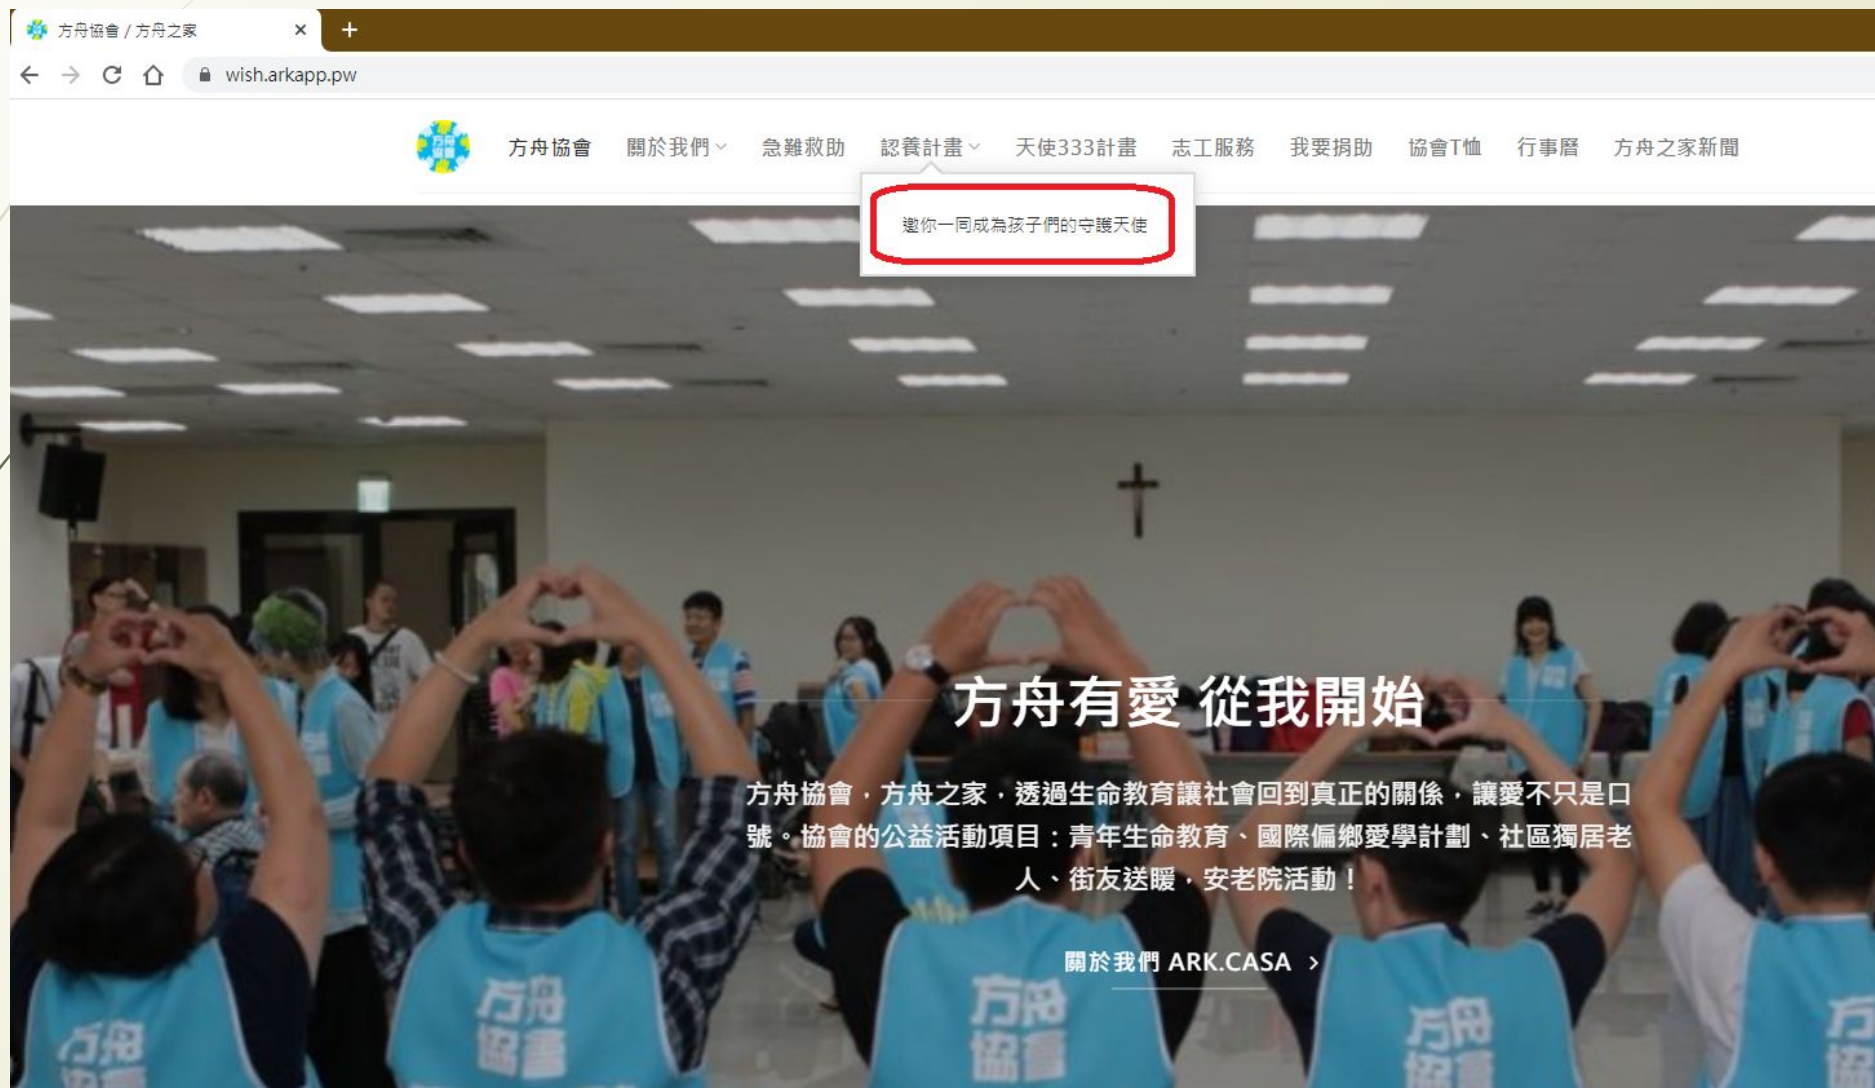 方舟協會 / 方舟之家
wish.arkapp.pw
方舟協會 關於我們 急難救助 認養計畫 天使333計畫 志工服務 我要捐助 協會T恤 行事曆 方舟之家新聞
邀你一同成為孩子們的守護天使
方舟有愛 從我開始
方舟協會，方舟之家，透過生命教育讓社會回到真正的關係，讓愛不只是口
號。協會的公益活動項目：青年生命教育、國際偏鄉愛學計劃、社區獨居老
人、街友送暖，安老院活動！
關於我們 ARK.CASA >
方舟
協會
方舟
協會
方舟
協會
方舟
協會